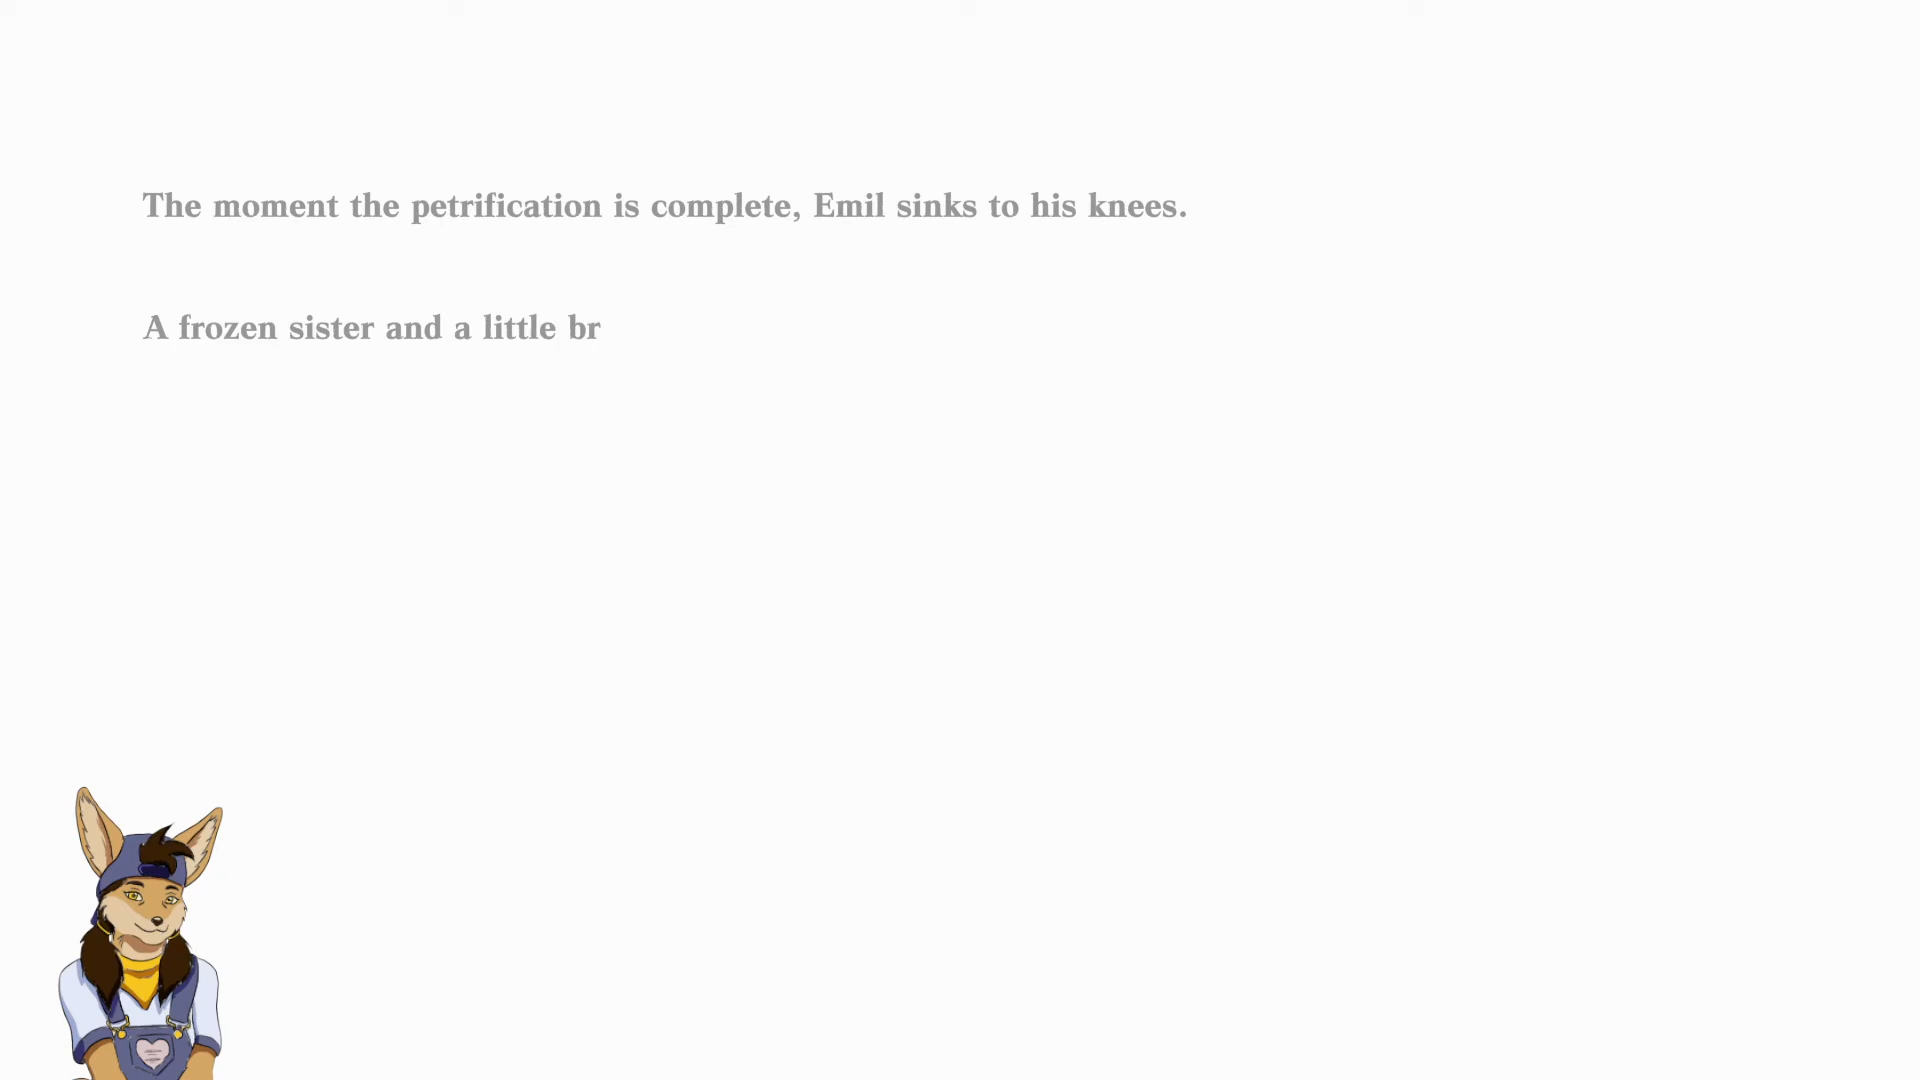 The moment the petrification is complete, Emil sinks to his knees.
A frozen sister and a little br